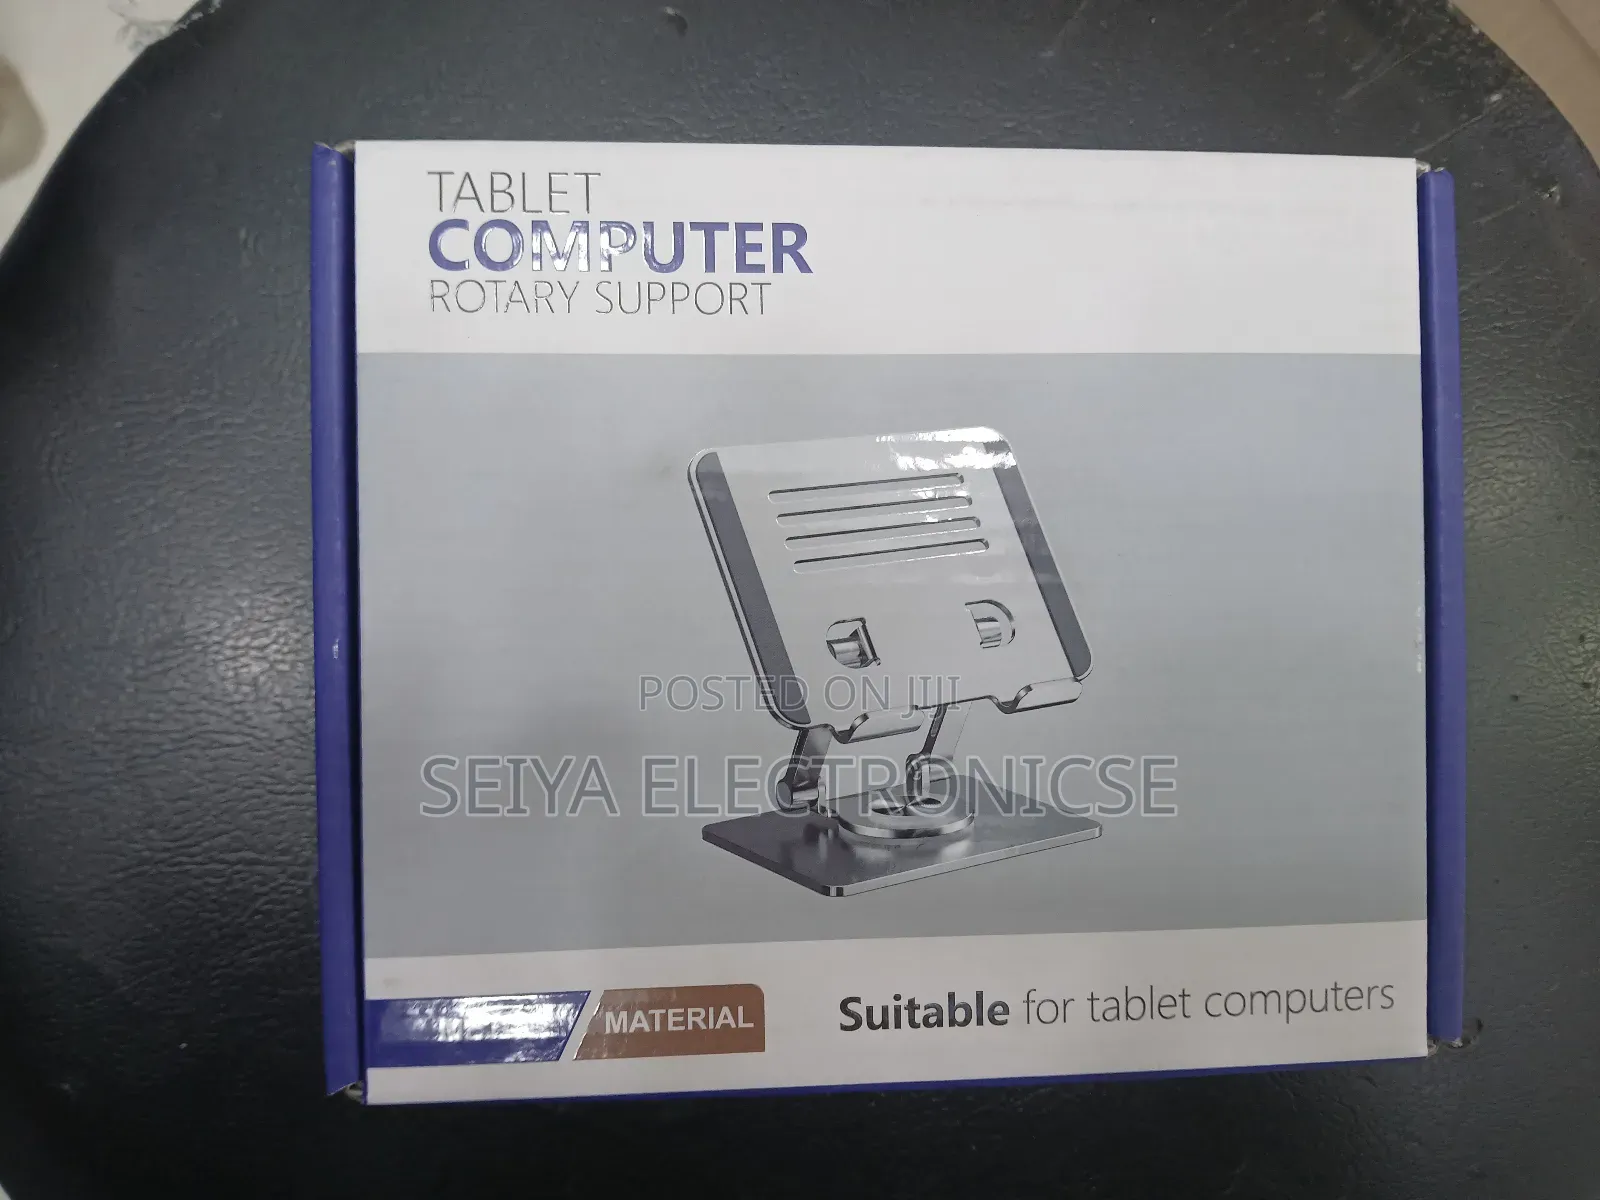 TABLET
COMPUTER
ROTARY SUPPORT
POSTED ON JIJI
SEIYA ELECTRONICSE
MATERIAL
Suitable for tablet computers